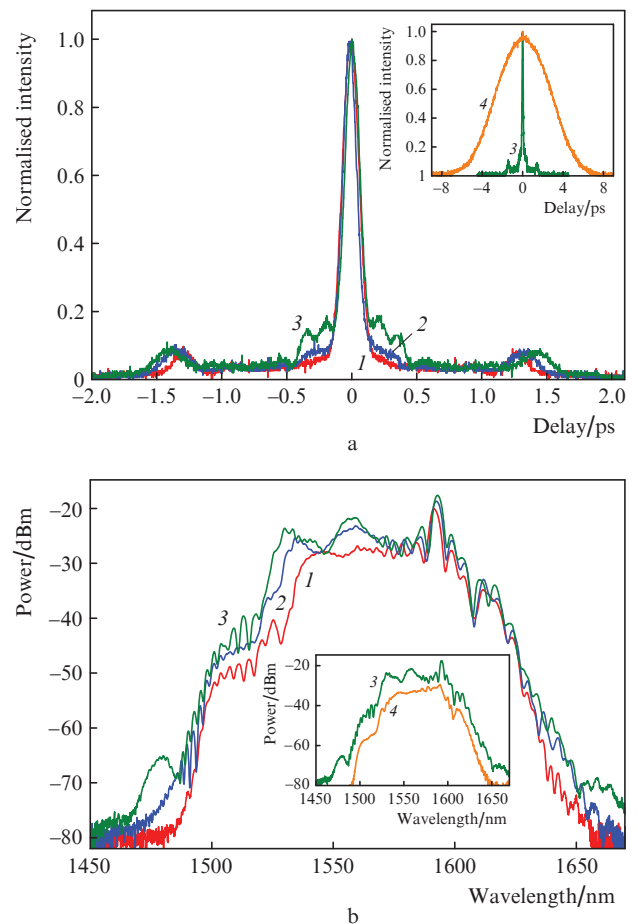 1.0
0.8
0.6
0.4
0.2
0
Normalised intensity
−2.0 −1.5 −1.0 −0.5 0 0.5 1.0 1.5 2.0
Delay/ps
3
2
1
1.0
0.8
0.6
0.4
0.2
1
Normalised intensity
4
3
−8 −4 0 4 8
Delay/ps
a
−20
−30
−40
−50
−60
−70
−80
Power/dBm
3
2
1
−20
−40
−60
−80
Power/dBm
3
4
1450 1500 1550 1600 1650
Wavelength/nm
1450 1500 1550 1600 1650
Wavelength/nm
b